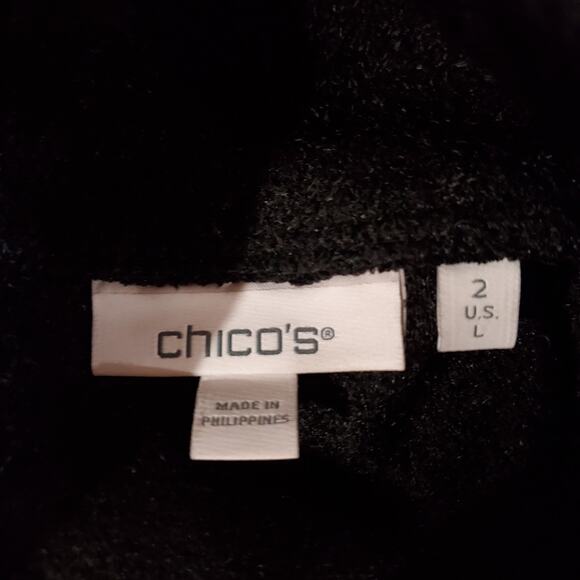 chico's®
MADE IN
PHILIPPINES
2
U.S.
L